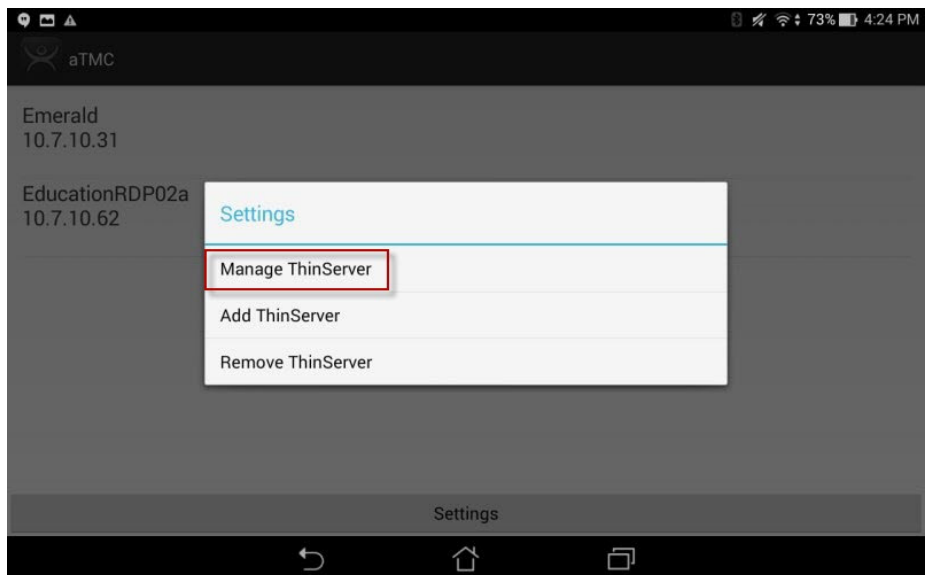 73% 4:24 PM
aTMC
Emerald
10.7.10.31
EducationRDP02a
10.7.10.62
Settings
Manage ThinServer
Add ThinServer
Remove ThinServer
Settings